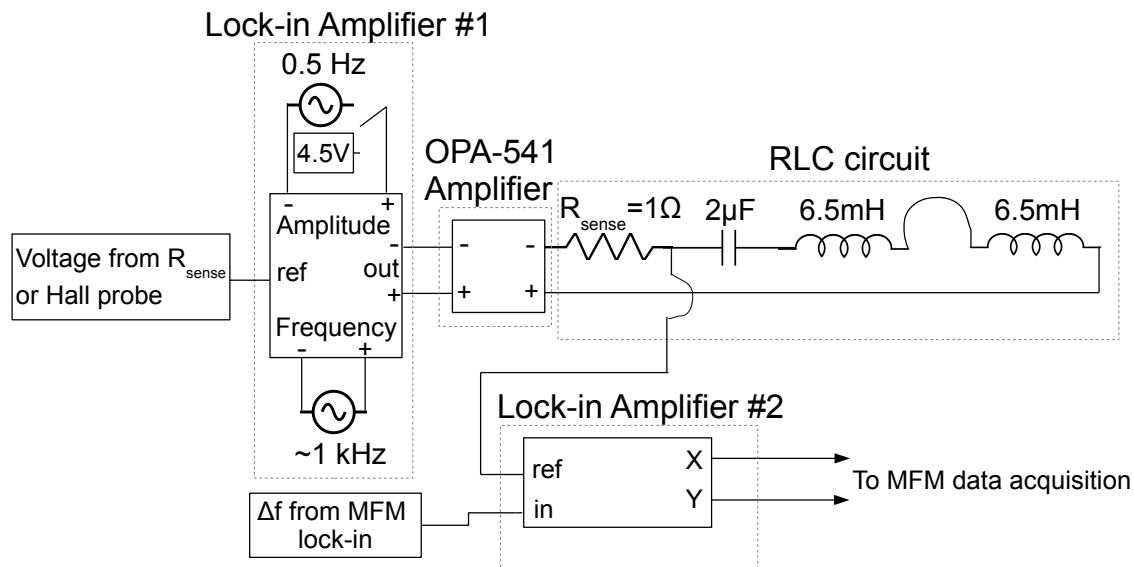 Lock-in Amplifier #1
0.5 Hz
4.5V
- +
Amplitude
Voltage from Rsense
or Hall probe
ref
-
out
+
Frequency
- +
~1 kHz
OPA-541
Amplifier
- -
+ +
RLC circuit
Rsense=1Ω
2μF
6.5mH
6.5mH
Lock-in Amplifier #2
ref
in
X
Y
To MFM data acquisition
Δf from MFM
lock-in